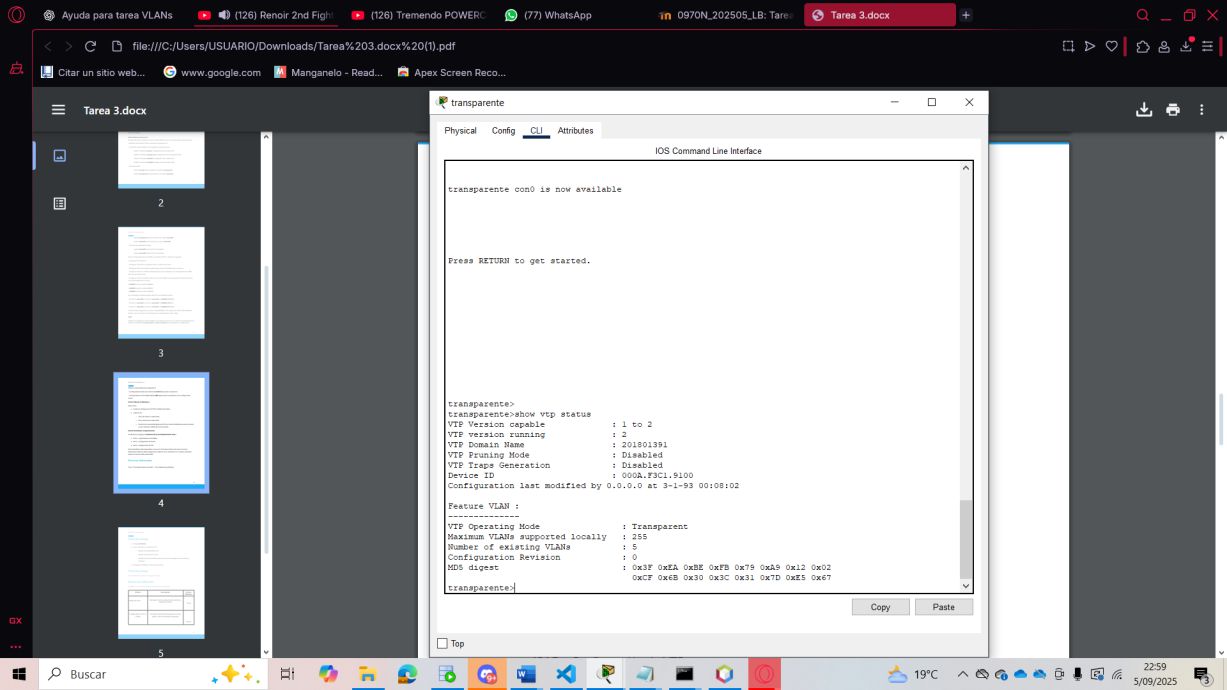 Ayuda para tarea VLANs
(126) Renoir 2nd Figh
(126) Tremendo POWERC
(77) WhatsApp
0970N_202505_LB: Tarea
Tarea 3.docx
file:///C:/Users/USUARIO/Downloads/Tarea%203.docx%20(1).pdf
Citar un sitio web...
www.google.com
Manganelo - Read...
Apex Screen Reco...
Tarea 3.docx
2
3
4
5
transparente
Physical Config CLI Attributes
IOS Command Line Interface
transparente con0 is now available
Press RETURN to get started.
transparente>
transparente>show vtp status
VTP Version capable : 1 to 2
VTP version running : 2
VTP Domain Name : 201801391
VTP Pruning Mode : Disabled
VTP Traps Generation : Disabled
Device ID : 000A.F3C1.9100
Configuration last modified by 0.0.0.0 at 3-1-93 00:08:02
Feature VLAN :
--------------
VTP Operating Mode : Transparent
Maximum VLANs supported locally : 255
Number of existing VLANs : 5
Configuration Revision : 0
MD5 digest : 0x3F 0xEA 0xBE 0xFB 0x79 0xA9 0x12 0x02
0xCF 0x6B 0x30 0x3C 0x31 0x7D 0xE5 0x67
transparente>
Copy
Paste
Top
GX
Buscar
19°C
22:59
5/09/2025
3